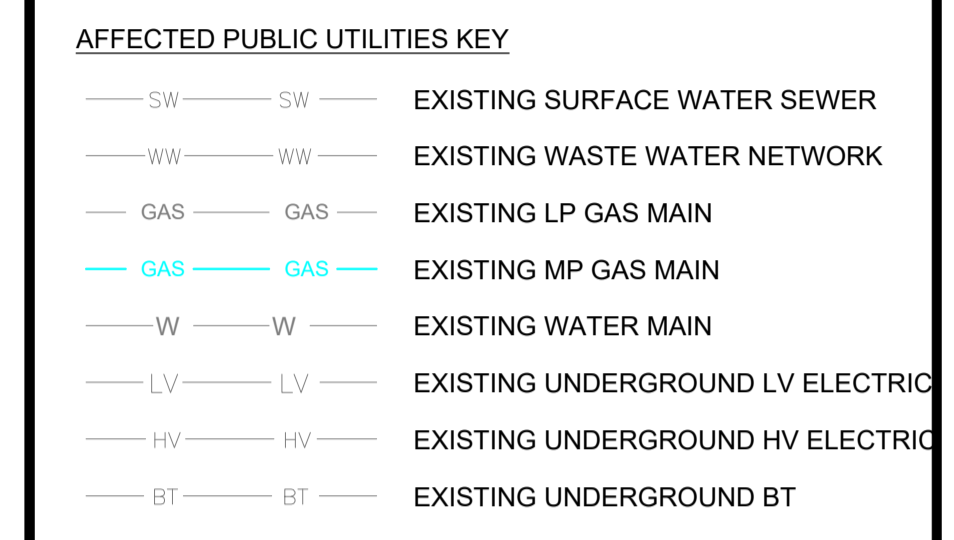 AFFECTED PUBLIC UTILITIES KEY
SW SW EXISTING SURFACE WATER SEWER
WW WW EXISTING WASTE WATER NETWORK
GAS GAS EXISTING LP GAS MAIN
GAS GAS EXISTING MP GAS MAIN
W W EXISTING WATER MAIN
LV LV EXISTING UNDERGROUND LV ELECTRIC
HV HV EXISTING UNDERGROUND HV ELECTRIC
BT BT EXISTING UNDERGROUND BT